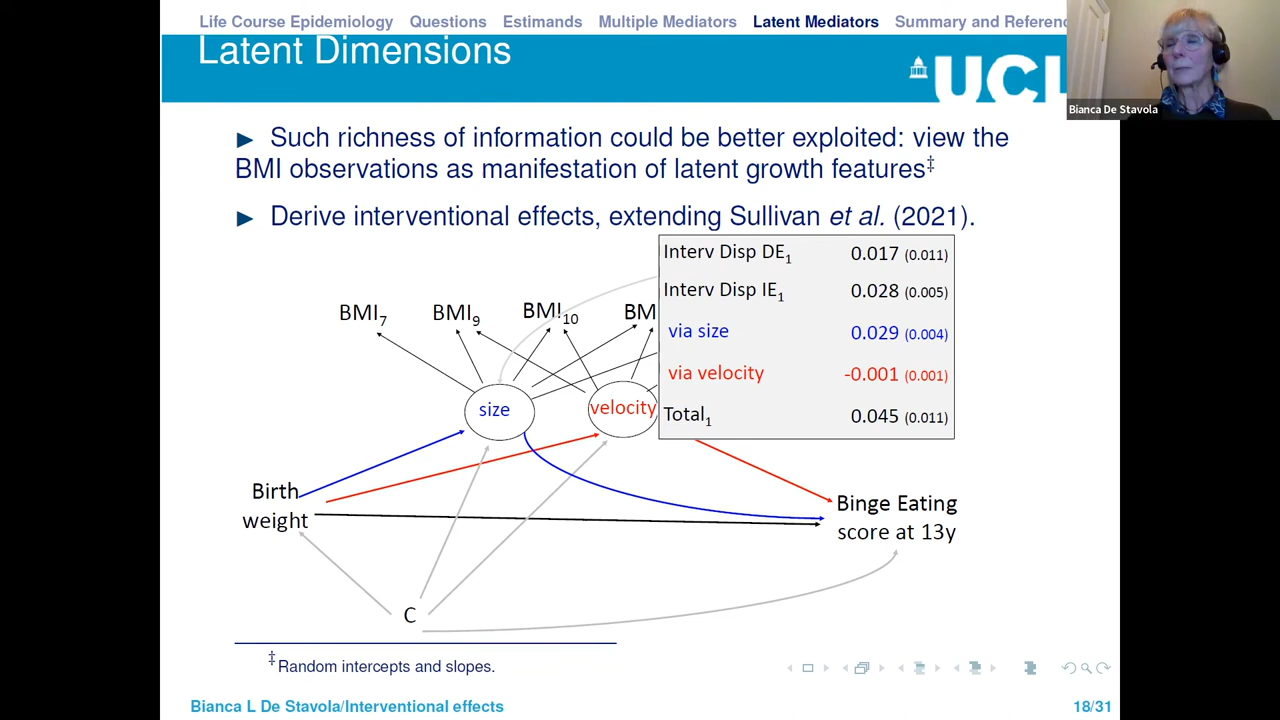 Life Course Epidemiology Questions Estimands Multiple Mediators Latent Mediators Summary and Referenc
Latent Dimensions
UCL
Bianca De Stavola
► Such richness of information could be better exploited: view the
BMI observations as manifestation of latent growth features‡
► Derive interventional effects, extending Sullivan et al. (2021).
Interv Disp DE1 0.017 (0.011)
Interv Disp IE1 0.028 (0.005)
via size 0.029 (0.004)
via velocity -0.001 (0.001)
Total1 0.045 (0.011)
BMI7 BMI9 BMI10 BM
size velocity
Birth
weight
Binge Eating
score at 13y
C
‡Random intercepts and slopes.
Bianca L De Stavola/Interventional effects 18/31